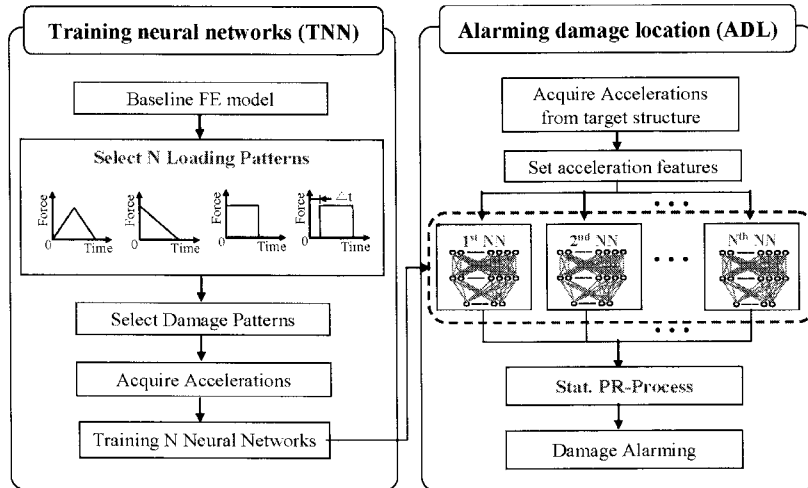 Training neural networks (TNN)
Baseline FE model
Select N Loading Patterns
Force
0
Time
Force
0
Time
Force
0
Time
Force
Δt
0
Time
Select Damage Patterns
Acquire Accelerations
Training N Neural Networks
Alarming damage location (ADL)
Acquire Accelerations
from target structure
Set acceleration features
1st NN
2nd NN
Nth NN
Stat. PR-Process
Damage Alarming